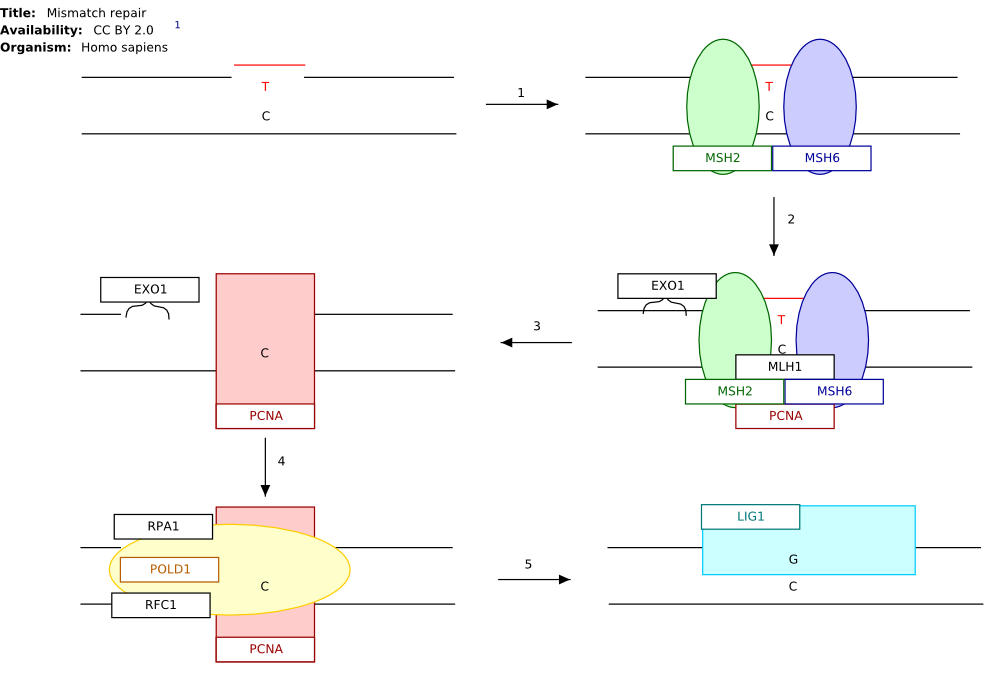 Title: Mismatch repair
Availability: CC BY 2.0 1
Organism: Homo sapiens
T
C
1
T
C
MSH2
MSH6
2
EXO1
T
C
MLH1
MSH2
MSH6
PCNA
3
EXO1
C
PCNA
4
RPA1
POLD1
C
RFC1
PCNA
5
LIG1
G
C